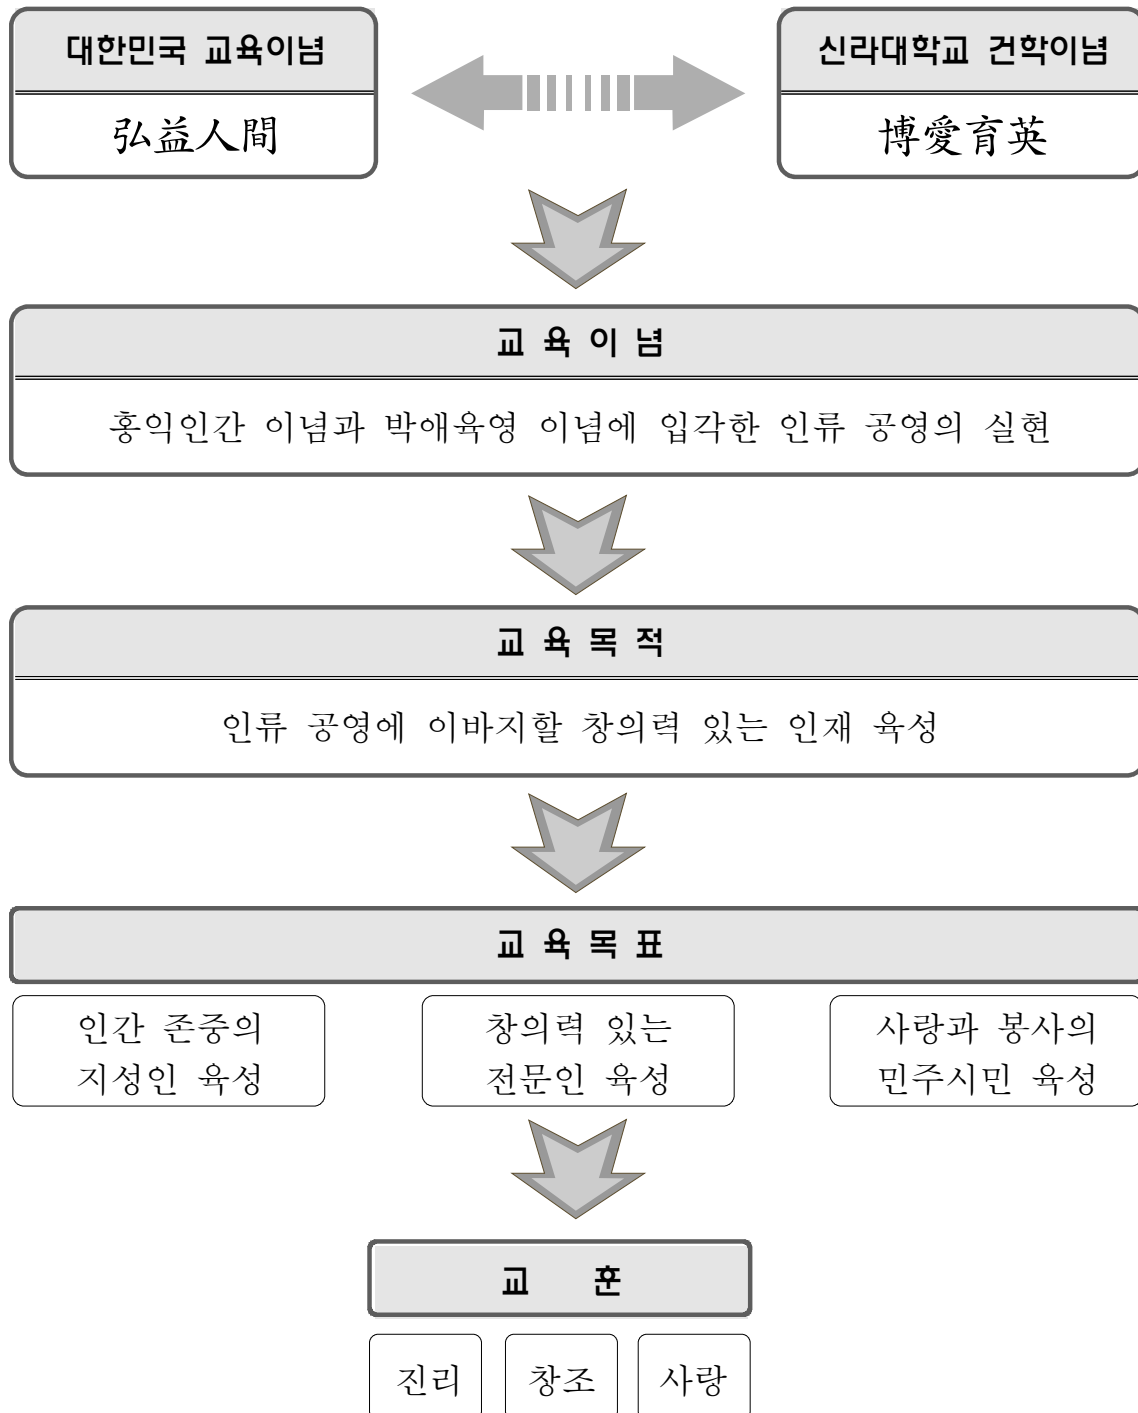 대한민국 교육이념
신라대학교 건학이념
弘益人間
博愛育英
교 육 이 념
홍익인간 이념과 박애육영 이념에 입각한 인류 공영의 실현
교 육 목 적
인류 공영에 이바지할 창의력 있는 인재 육성
교 육 목 표
인간 존중의
지성인 육성
창의력 있는
전문인 육성
사랑과 봉사의
민주시민 육성
교 훈
진리
창조
사랑